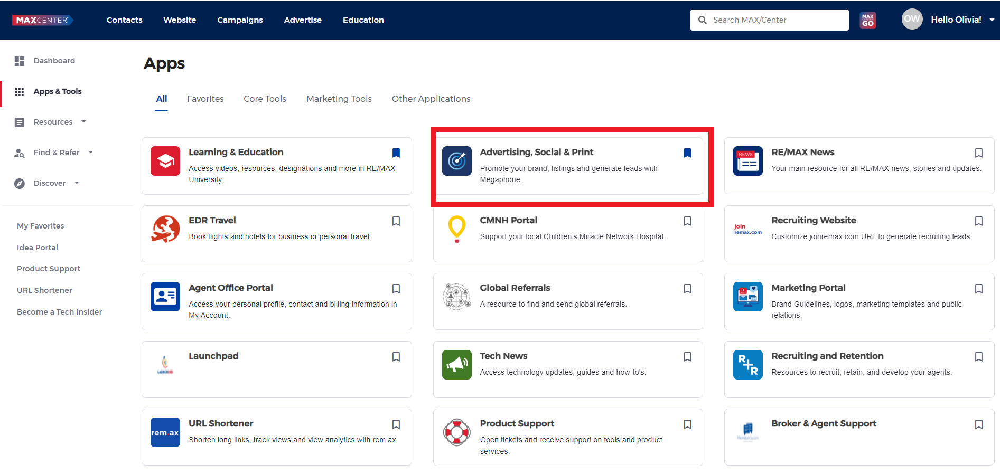 MAXCENTER
Contacts
Website
Campaigns
Advertise
Education
Search MAX/Center
MAX
CENTER
GO
OW
Hello Olivia!
Dashboard
Apps & Tools
Resources
Find & Refer
Discover
My Favorites
Idea Portal
Product Support
URL Shortener
Become a Tech Insider
Apps
All
Favorites
Core Tools
Marketing Tools
Other Applications
Learning & Education
Access videos, resources, designations and more in RE/MAX
University.
Advertising, Social & Print
Promote your brand, listings and generate leads with
Megaphone.
NEWS
RE/MAX News
Your main resource for all RE/MAX news, stories and updates.
EDR Travel
Book flights and hotels for business or personal travel.
CMNH Portal
Support your local Children’s Miracle Network Hospital.
join
remax.com
Recruiting Website
Customize joinremax.com URL to generate recruiting leads.
Agent Office Portal
Access your personal profile, contact and billing information in
My Account.
Global Referrals
A resource to find and send global referrals.
Marketing Portal
Brand Guidelines, logos, marketing templates and public
relations.
LAUNCHPAD
Launchpad
Tech News
Access technology updates, guides and how-to's.
R+R
Recruiting and Retention
Resources to recruit, retain, and develop your agents.
rem.ax
URL Shortener
Shorten long links, track views and view analytics with rem.ax.
Product Support
Open tickets and receive support on tools and product
services.
Broker & Agent Support